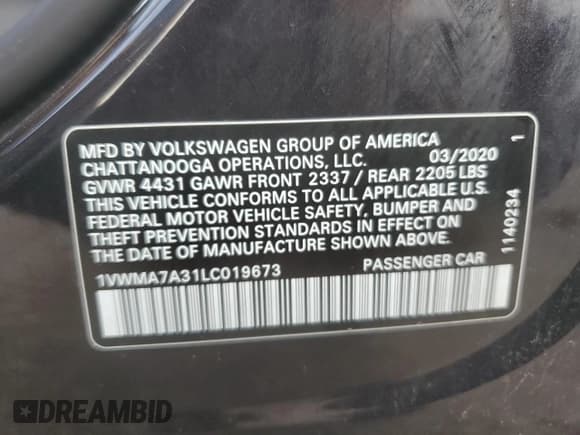 MFD BY VOLKSWAGEN GROUP OF AMERICA
CHATTANOOGA OPERATIONS, LLC. 03/2020
GVWR 4431 GAWR FRONT 2337 / REAR 2205 LBS
THIS VEHICLE CONFORMS TO ALL APPLICABLE U.S.
FEDERAL MOTOR VEHICLE SAFETY, BUMPER AND
THEFT PREVENTION STANDARDS IN EFFECT ON
THE DATE OF MANUFACTURE SHOWN ABOVE.
1VWMA7A31LC019673 PASSENGER CAR
1140234 1
DREAMBID